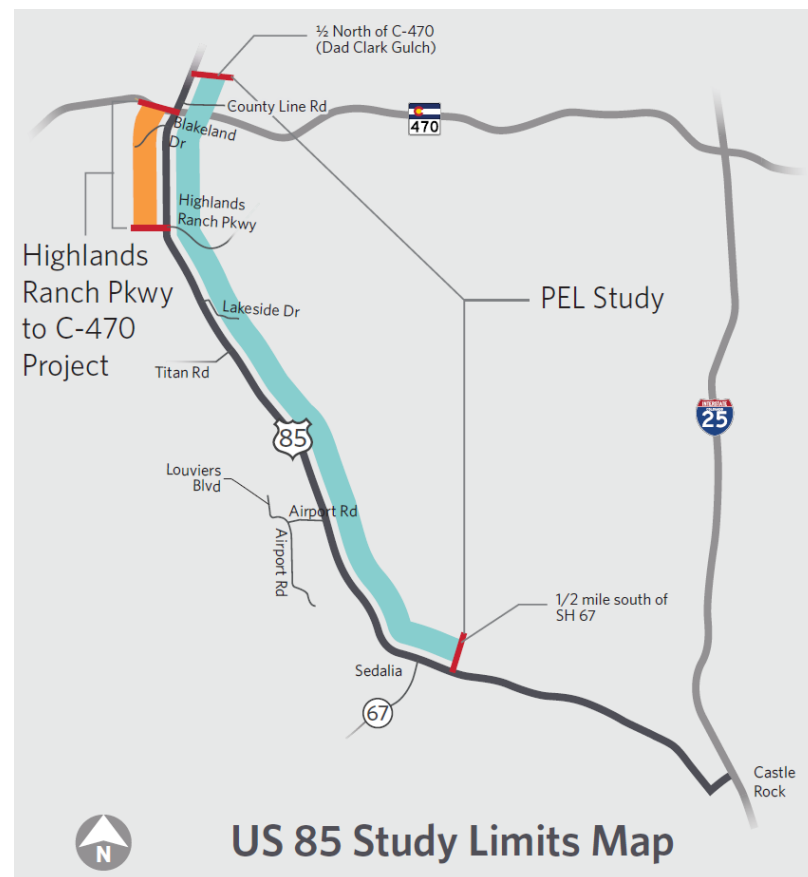 ½ North of C-470
(Dad Clark Gulch)
County Line Rd
INTERSTATE
470
Blakeland
Dr
Highlands
Ranch Pkwy
Highlands
Ranch Pkwy
to C-470
Project
PEL Study
Lakeside Dr
Titan Rd
25
85
Louviers
Blvd
Airport Rd
Airport Rd
1/2 mile south of
SH 67
Sedalia
67
Castle
Rock
N
US 85 Study Limits Map